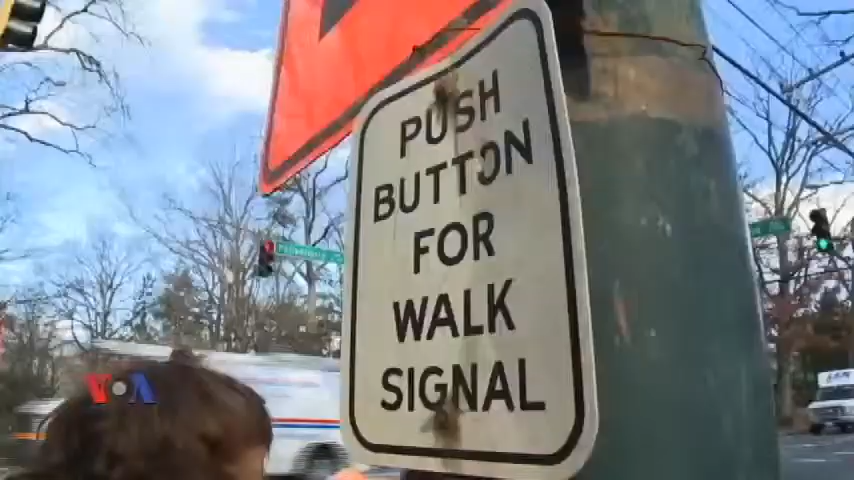 PUSH
BUTTON
FOR
WALK
SIGNAL
VOA